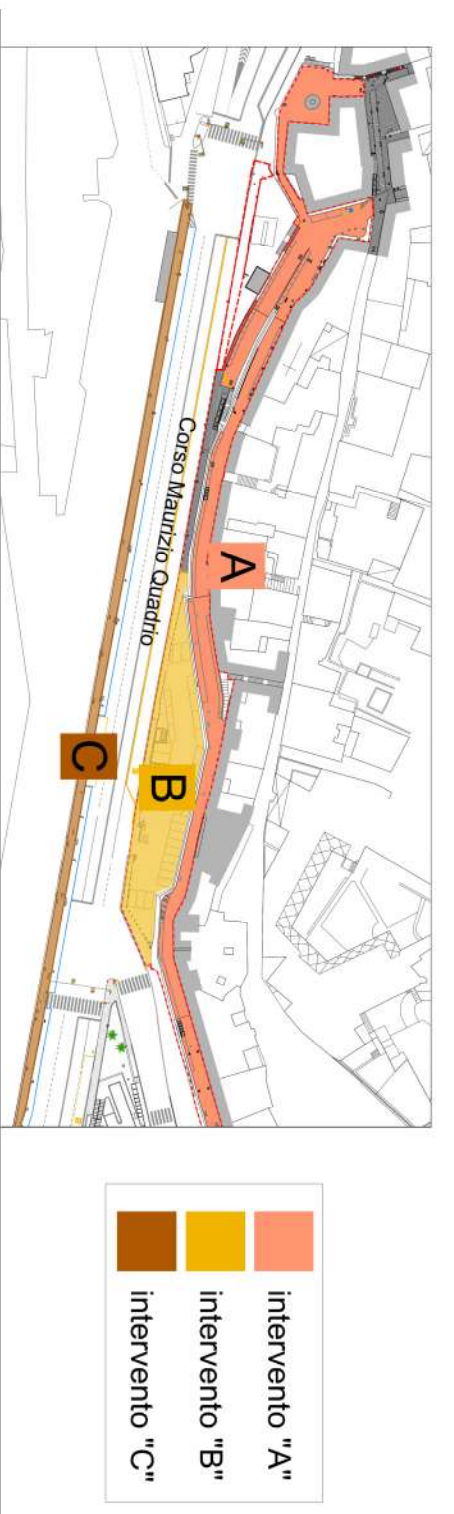 Corso Maurizio Quadrio
A
B
C
intervento "A"
intervento "B"
intervento "C"